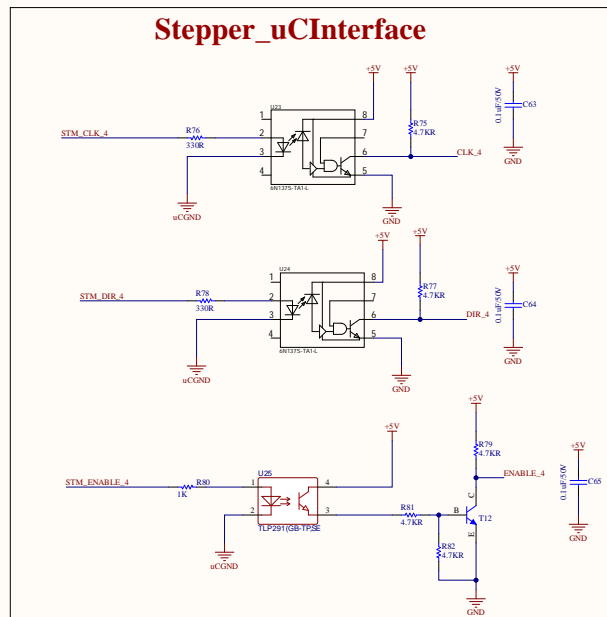 Stepper_uCInterface
+5V
+5V
+5V
U23
1
8
R75
4.7KR
0.1uF/50V
C63
R76
STM_CLK_4
2
7
330R
3
6
CLK_4
GND
4
5
6N137S-TA1-L
uCGND
GND
+5V
+5V
+5V
U24
1
8
R77
4.7KR
0.1uF/50V
C64
R78
STM_DIR_4
2
7
330R
3
6
DIR_4
GND
4
5
6N137S-TA1-L
uCGND
GND
+5V
+5V
R79
4.7KR
+5V
U25
ENABLE_4
STM_ENABLE_4
R80
1
4
C
0.1uF/50V
C65
1K
R81
2
3
B
T12
4.7KR
TLP291(GB-TP,SE
E
GND
R82
4.7KR
uCGND
GND